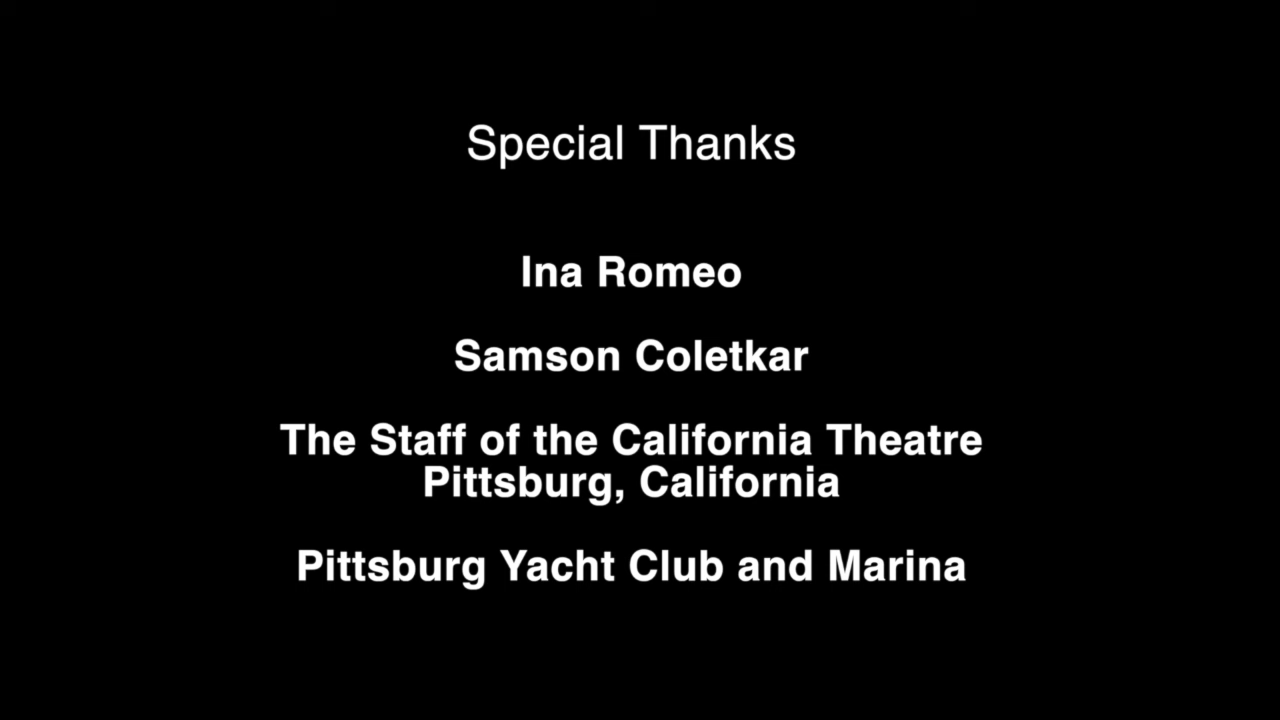 Special Thanks
Ina Romeo
Samson Coletkar
The Staff of the California Theatre
Pittsburg, California
Pittsburg Yacht Club and Marina